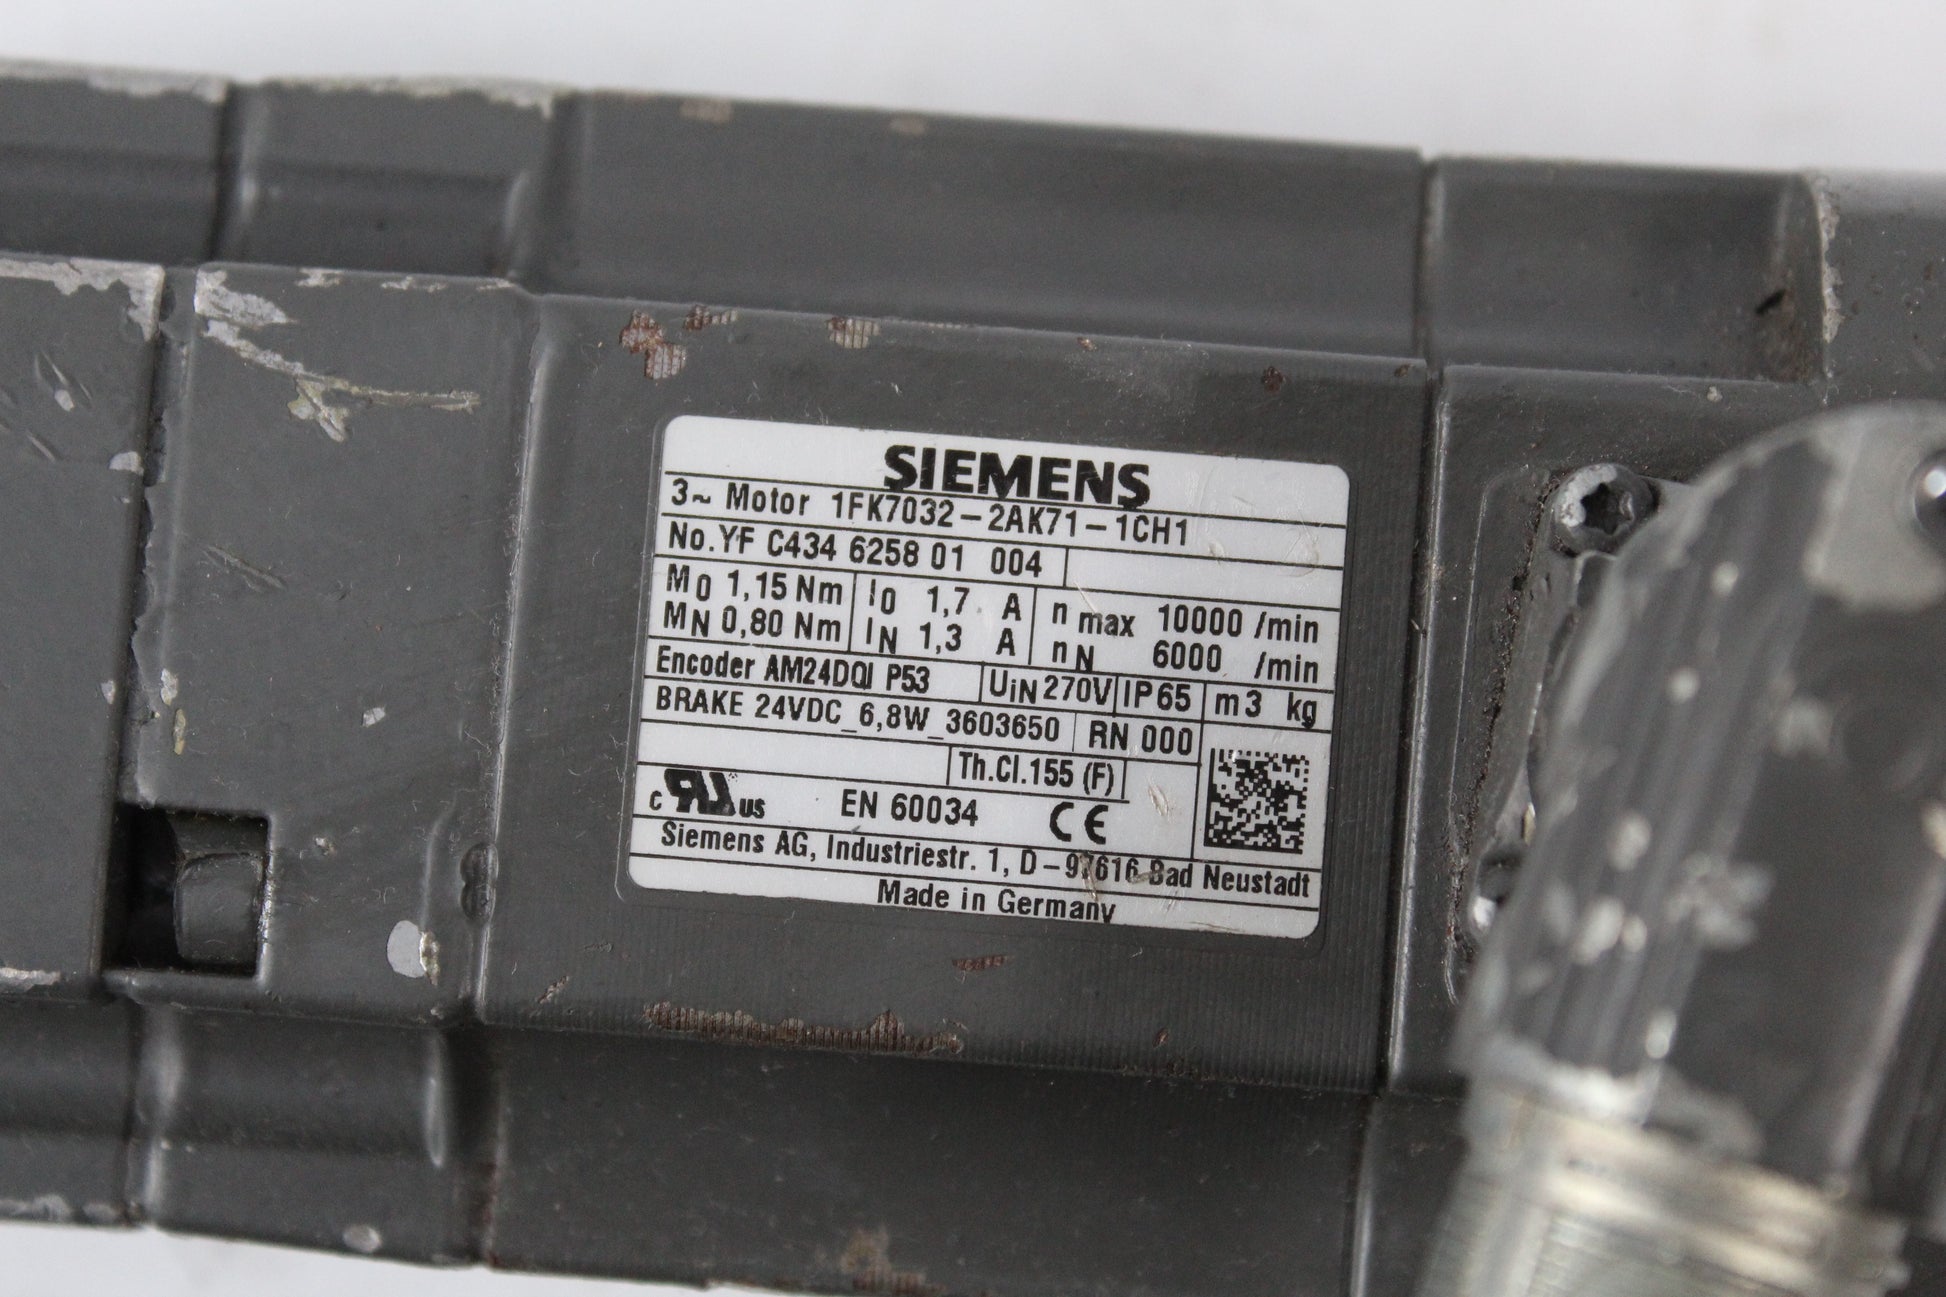 SIEMENS
3~ Motor 1FK7032-2AK71-1CH1
No.YF C434 6258 01 004
M0 1,15 Nm I0 1,7 A n max 10000 /min
MN 0,80 Nm IN 1,3 A nN 6000 /min
Encoder AM24DQI P53 UIN 270V IP65 m3 kg
BRAKE 24VDC_6,8W_3603650 RN 000
Th.Cl.155 (F)
c RU us EN 60034 CE
Siemens AG, Industriestr. 1, D-97616 Bad Neustadt
Made in Germany